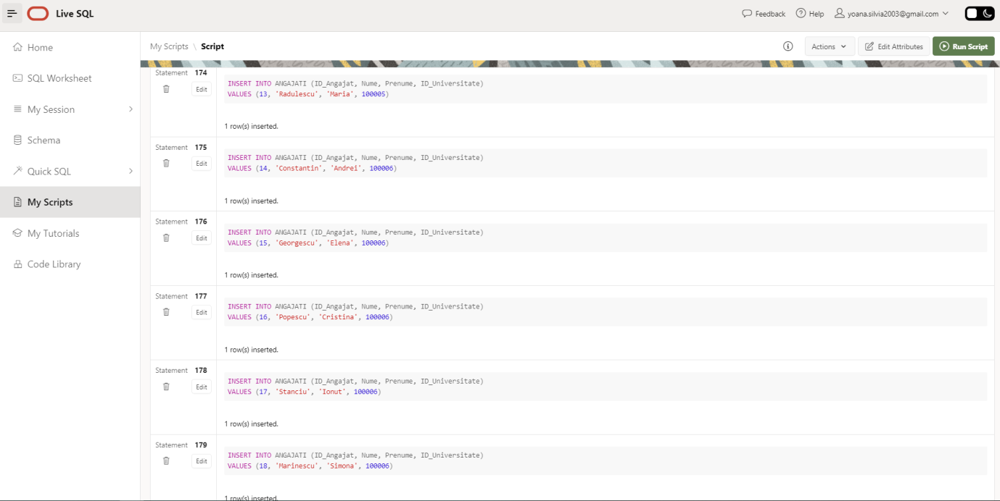 Live SQL
Feedback
Help
yoana.silvia2003@gmail.com
Home
SQL Worksheet
My Session
Schema
Quick SQL
My Scripts
My Tutorials
Code Library
My Scripts \ Script
Actions
Edit Attributes
Run Script
Statement 174
Edit
INSERT INTO ANGAJATI (ID_Angajat, Nume, Prenume, ID_Universitate)
VALUES (13, 'Radulescu', 'Maria', 100005)
1 row(s) inserted.
Statement 175
Edit
INSERT INTO ANGAJATI (ID_Angajat, Nume, Prenume, ID_Universitate)
VALUES (14, 'Constantin', 'Andrei', 100006)
1 row(s) inserted.
Statement 176
Edit
INSERT INTO ANGAJATI (ID_Angajat, Nume, Prenume, ID_Universitate)
VALUES (15, 'Georgescu', 'Elena', 100006)
1 row(s) inserted.
Statement 177
Edit
INSERT INTO ANGAJATI (ID_Angajat, Nume, Prenume, ID_Universitate)
VALUES (16, 'Popescu', 'Cristina', 100006)
1 row(s) inserted.
Statement 178
Edit
INSERT INTO ANGAJATI (ID_Angajat, Nume, Prenume, ID_Universitate)
VALUES (17, 'Stanciu', 'Ionut', 100006)
1 row(s) inserted.
Statement 179
Edit
INSERT INTO ANGAJATI (ID_Angajat, Nume, Prenume, ID_Universitate)
VALUES (18, 'Marinescu', 'Simona', 100006)
1 row(s) inserted.